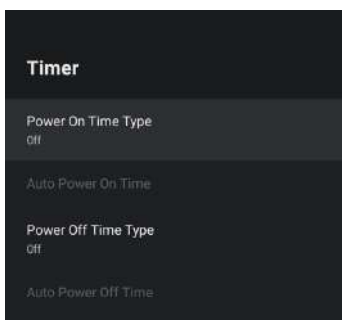 Timer
Power On Time Type
Off
Auto Power On Time
Power Off Time Type
Off
Auto Power Off Time